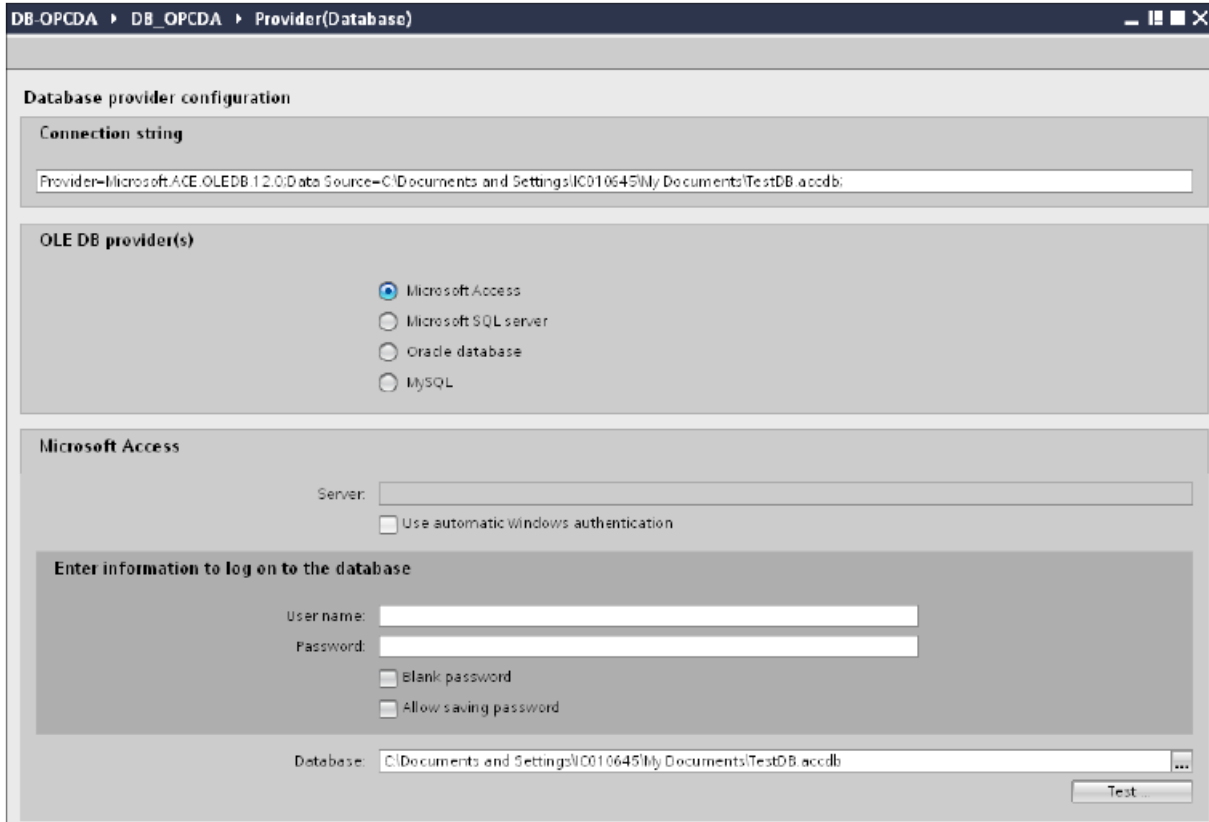 DB-OPCDA ▸ DB_OPCDA ▸ Provider(Database)
Database provider configuration
Connection string
Provider=Microsoft.ACE.OLEDB.12.0;Data Source=C:\Documents and Settings\IC010645\My Documents\TestDB.accdb;
OLE DB provider(s)
Microsoft Access
Microsoft SQL server
Oracle database
MySQL
Microsoft Access
Server:
Use automatic Windows authentication
Enter information to log on to the database
User name:
Password:
Blank password
Allow saving password
Database: C:\Documents and Settings\IC010645\My Documents\TestDB.accdb ...
Test ...